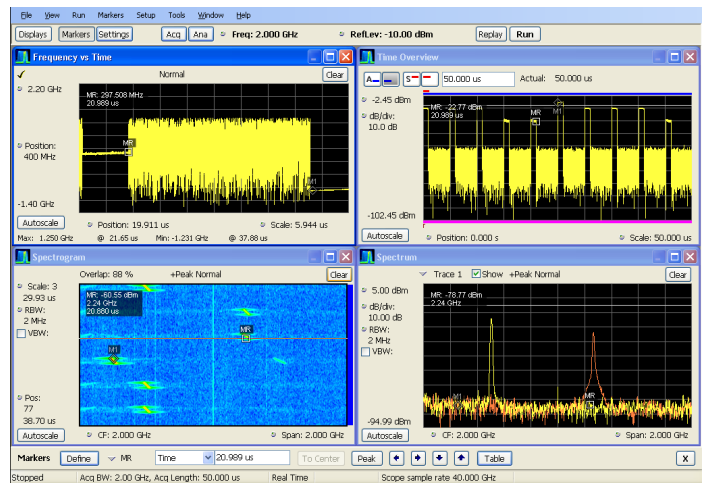 File View Run Markers Setup Tools Window Help
Displays Markers Settings Acq Ana Freq: 2.000 GHz RefLev: -10.00 dBm Replay Run
Frequency vs Time
Normal Clear
2.20 GHz
MR: 297.508 MHz
20.989 us
Position:
400 MHz
MR
M1
-1.40 GHz
Autoscale Position: 19.911 us Scale: 5.944 us
Max: 1.250 GHz @ 21.65 us Min: -1.231 GHz @ 37.88 us
Time Overview
A S 50.000 us Actual: 50.000 us
-2.45 dBm
MR: -22.77 dBm
20.989 us
dB/div:
10.0 dB
MR
M1
-102.45 dBm
Autoscale Position: 0.000 s Scale: 50.000 us
Spectrogram
Overlap: 88 % +Peak Normal Clear
Scale: 3
29.93 us
MR: -60.55 dBm
2.24 GHz
20.880 us
RBW:
2 MHz
VBW:
MR
M1
Pos:
77
38.70 us
Autoscale CF: 2.000 GHz Span: 2.000 GHz
Spectrum
Trace 1 Show +Peak Normal Clear
5.00 dBm
MR: -78.77 dBm
2.24 GHz
dB/div:
10.00 dB
RBW:
2 MHz
VBW:
M1
MR
-94.99 dBm
Autoscale CF: 2.000 GHz Span: 2.000 GHz
Markers Define MR Time 20.989 us To Center Peak Table X
Stopped Acq BW: 2.00 GHz, Acq Length: 50.000 us Real Time Scope sample rate 40.000 GHz